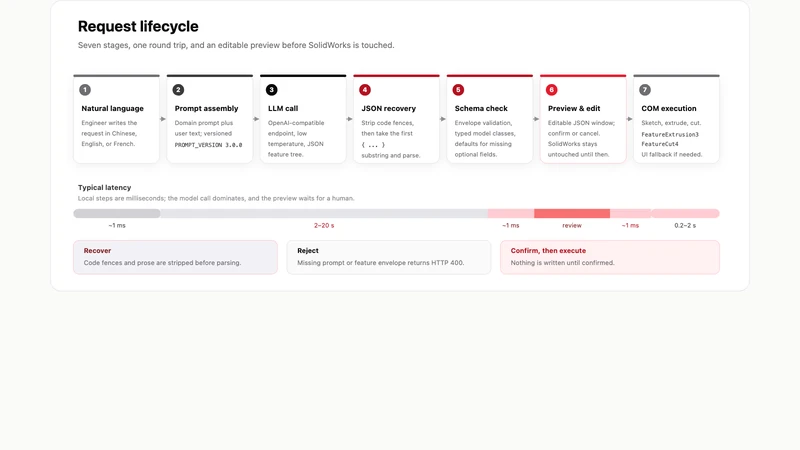 Request lifecycle
Seven stages, one round trip, and an editable preview before SolidWorks is touched.
1
Natural language
Engineer writes the
request in Chinese,
English, or French.
2
Prompt assembly
Domain prompt plus
user text; versioned
PROMPT_VERSION 3.0.0
3
LLM call
OpenAI-compatible
endpoint, low
temperature, JSON
feature tree.
4
JSON recovery
Strip code fences,
then take the first
{ ... }
substring and parse.
5
Schema check
Envelope validation,
typed model classes,
defaults for missing
optional fields.
6
Preview & edit
Editable JSON window;
confirm or cancel.
SolidWorks stays
untouched until then.
7
COM execution
Sketch, extrude, cut.
FeatureExtrusion3
FeatureCut4
UI fallback if needed.
Typical latency
Local steps are milliseconds; the model call dominates, and the preview waits for a human.
~1 ms
2–20 s
~1 ms
review
~1 ms
0.2–2 s
Recover
Code fences and prose are stripped before parsing.
Reject
Missing prompt or feature envelope returns HTTP 400.
Confirm, then execute
Nothing is written until confirmed.